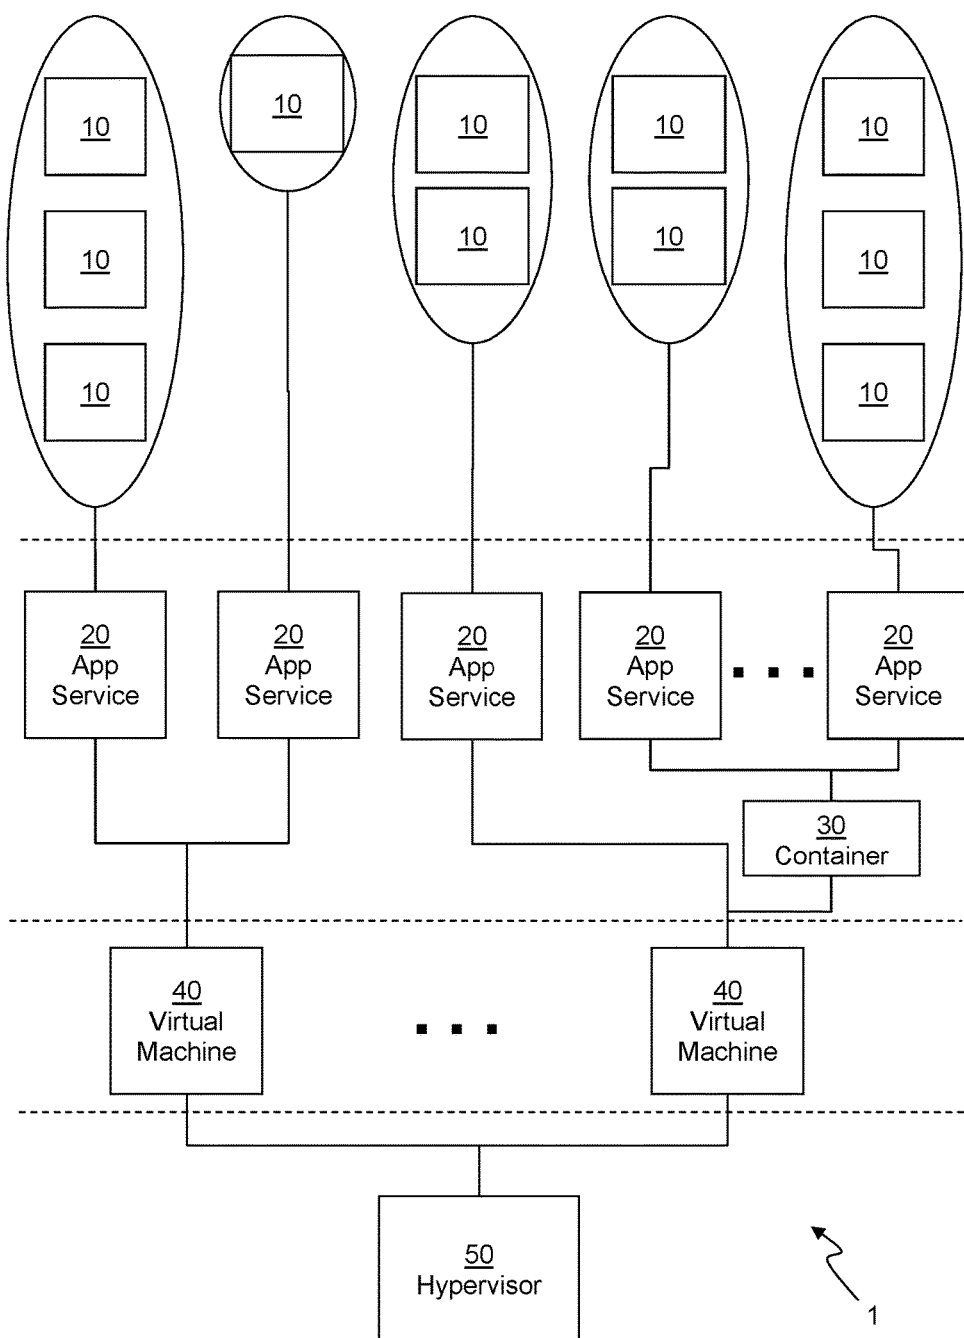 10 10 10 10 10
10 10 10 10
10 10
20 20 20 20 20
App App App App App
Service Service Service Service Service
30
Container
40 40
Virtual Virtual
Machine Machine
50
Hypervisor
1